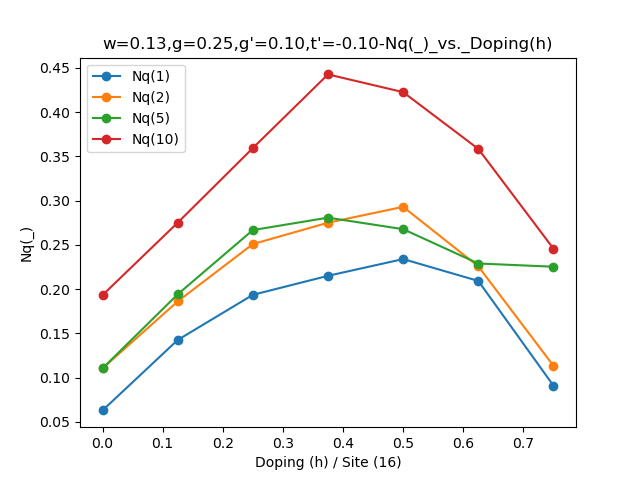 w=0.13,g=0.25,g'=0.10,t'=-0.10-Nq(_)_vs._Doping(h)
Nq(1)
Nq(2)
Nq(5)
Nq(10)
0.45
0.40
0.35
0.30
0.25
0.20
0.15
0.10
0.05
Nq(_)
0.0 0.1 0.2 0.3 0.4 0.5 0.6 0.7
Doping (h) / Site (16)